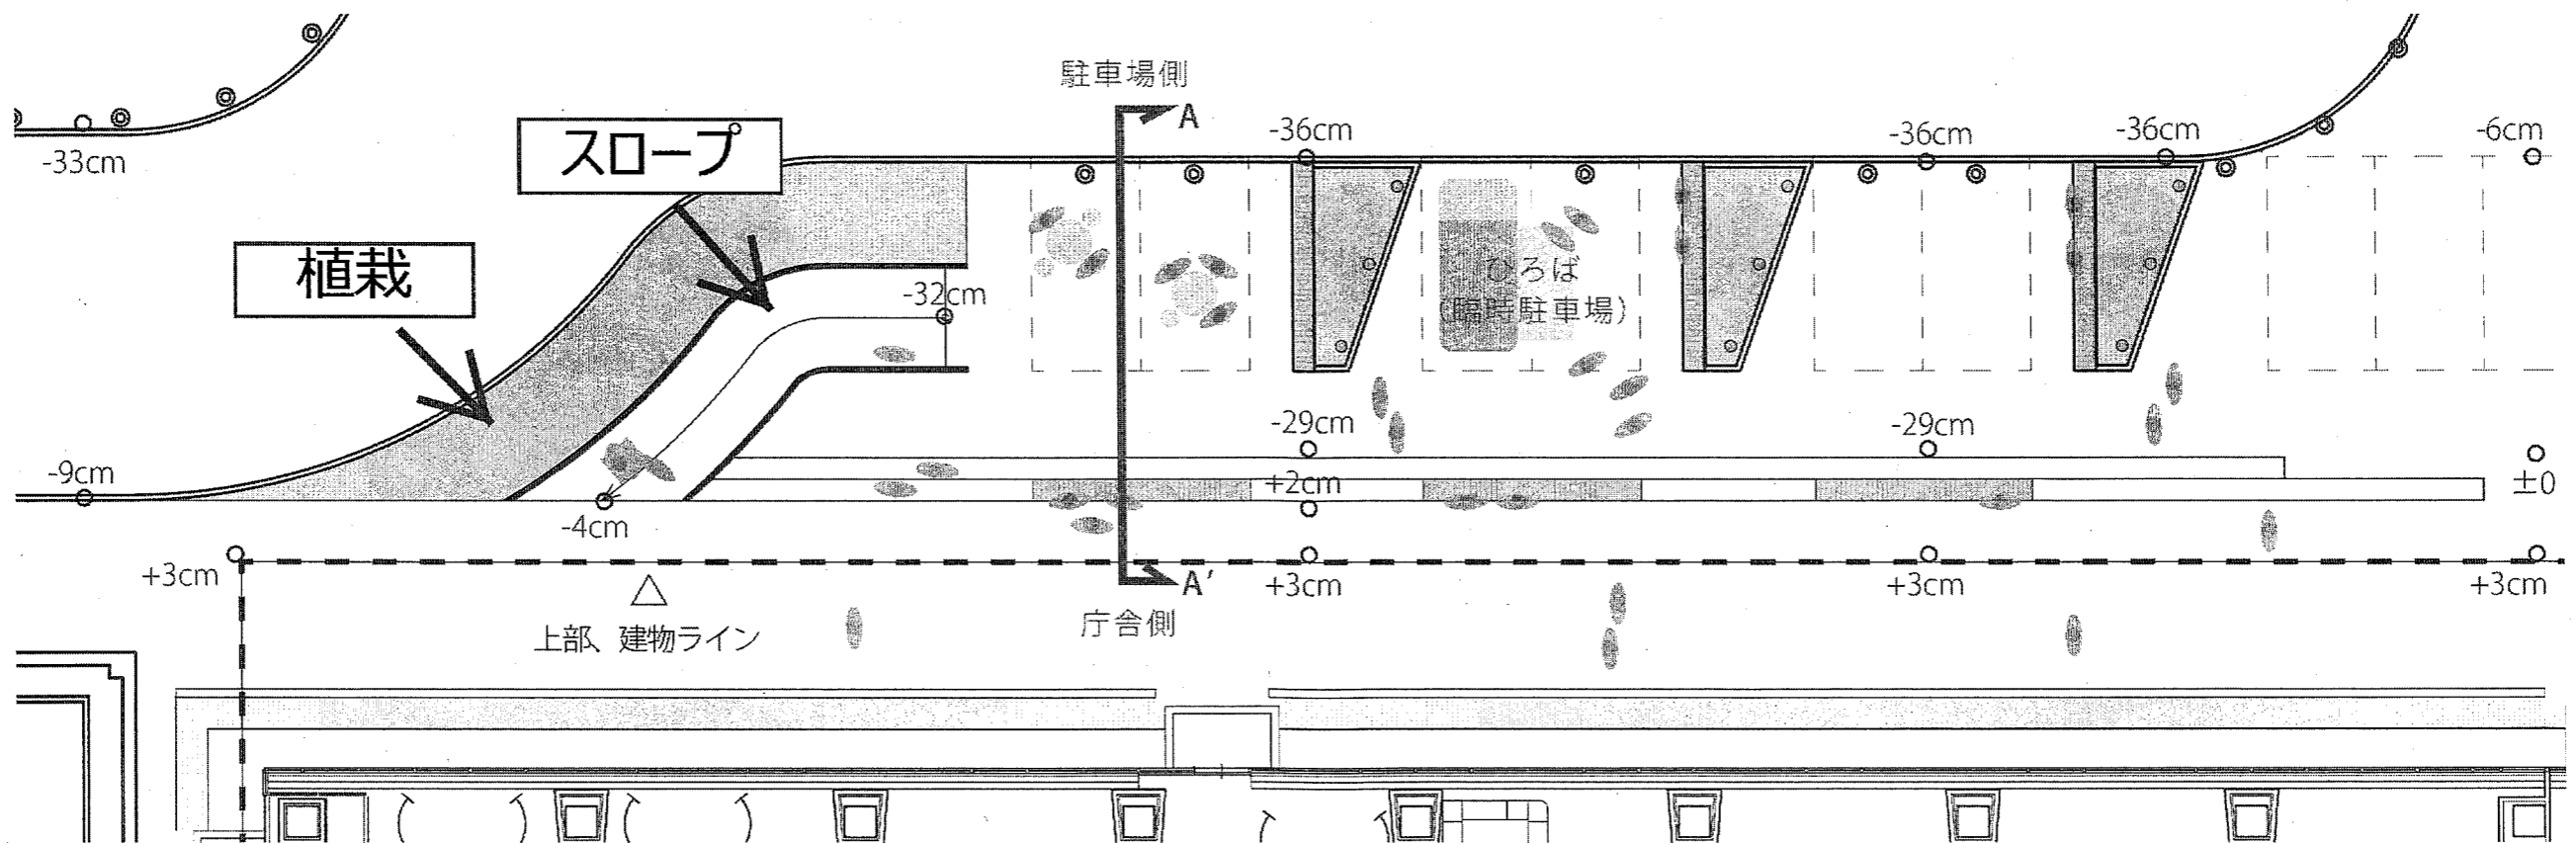 駐車場側
A
スロープ
-36cm
-36cm
-36cm
-6cm
-33cm
植栽
-32cm
ひろば
(臨時駐車場)
-29cm
-29cm
-9cm
+2cm
±0
-4cm
+3cm
A'
+3cm
+3cm
+3cm
上部、建物ライン
庁舎側